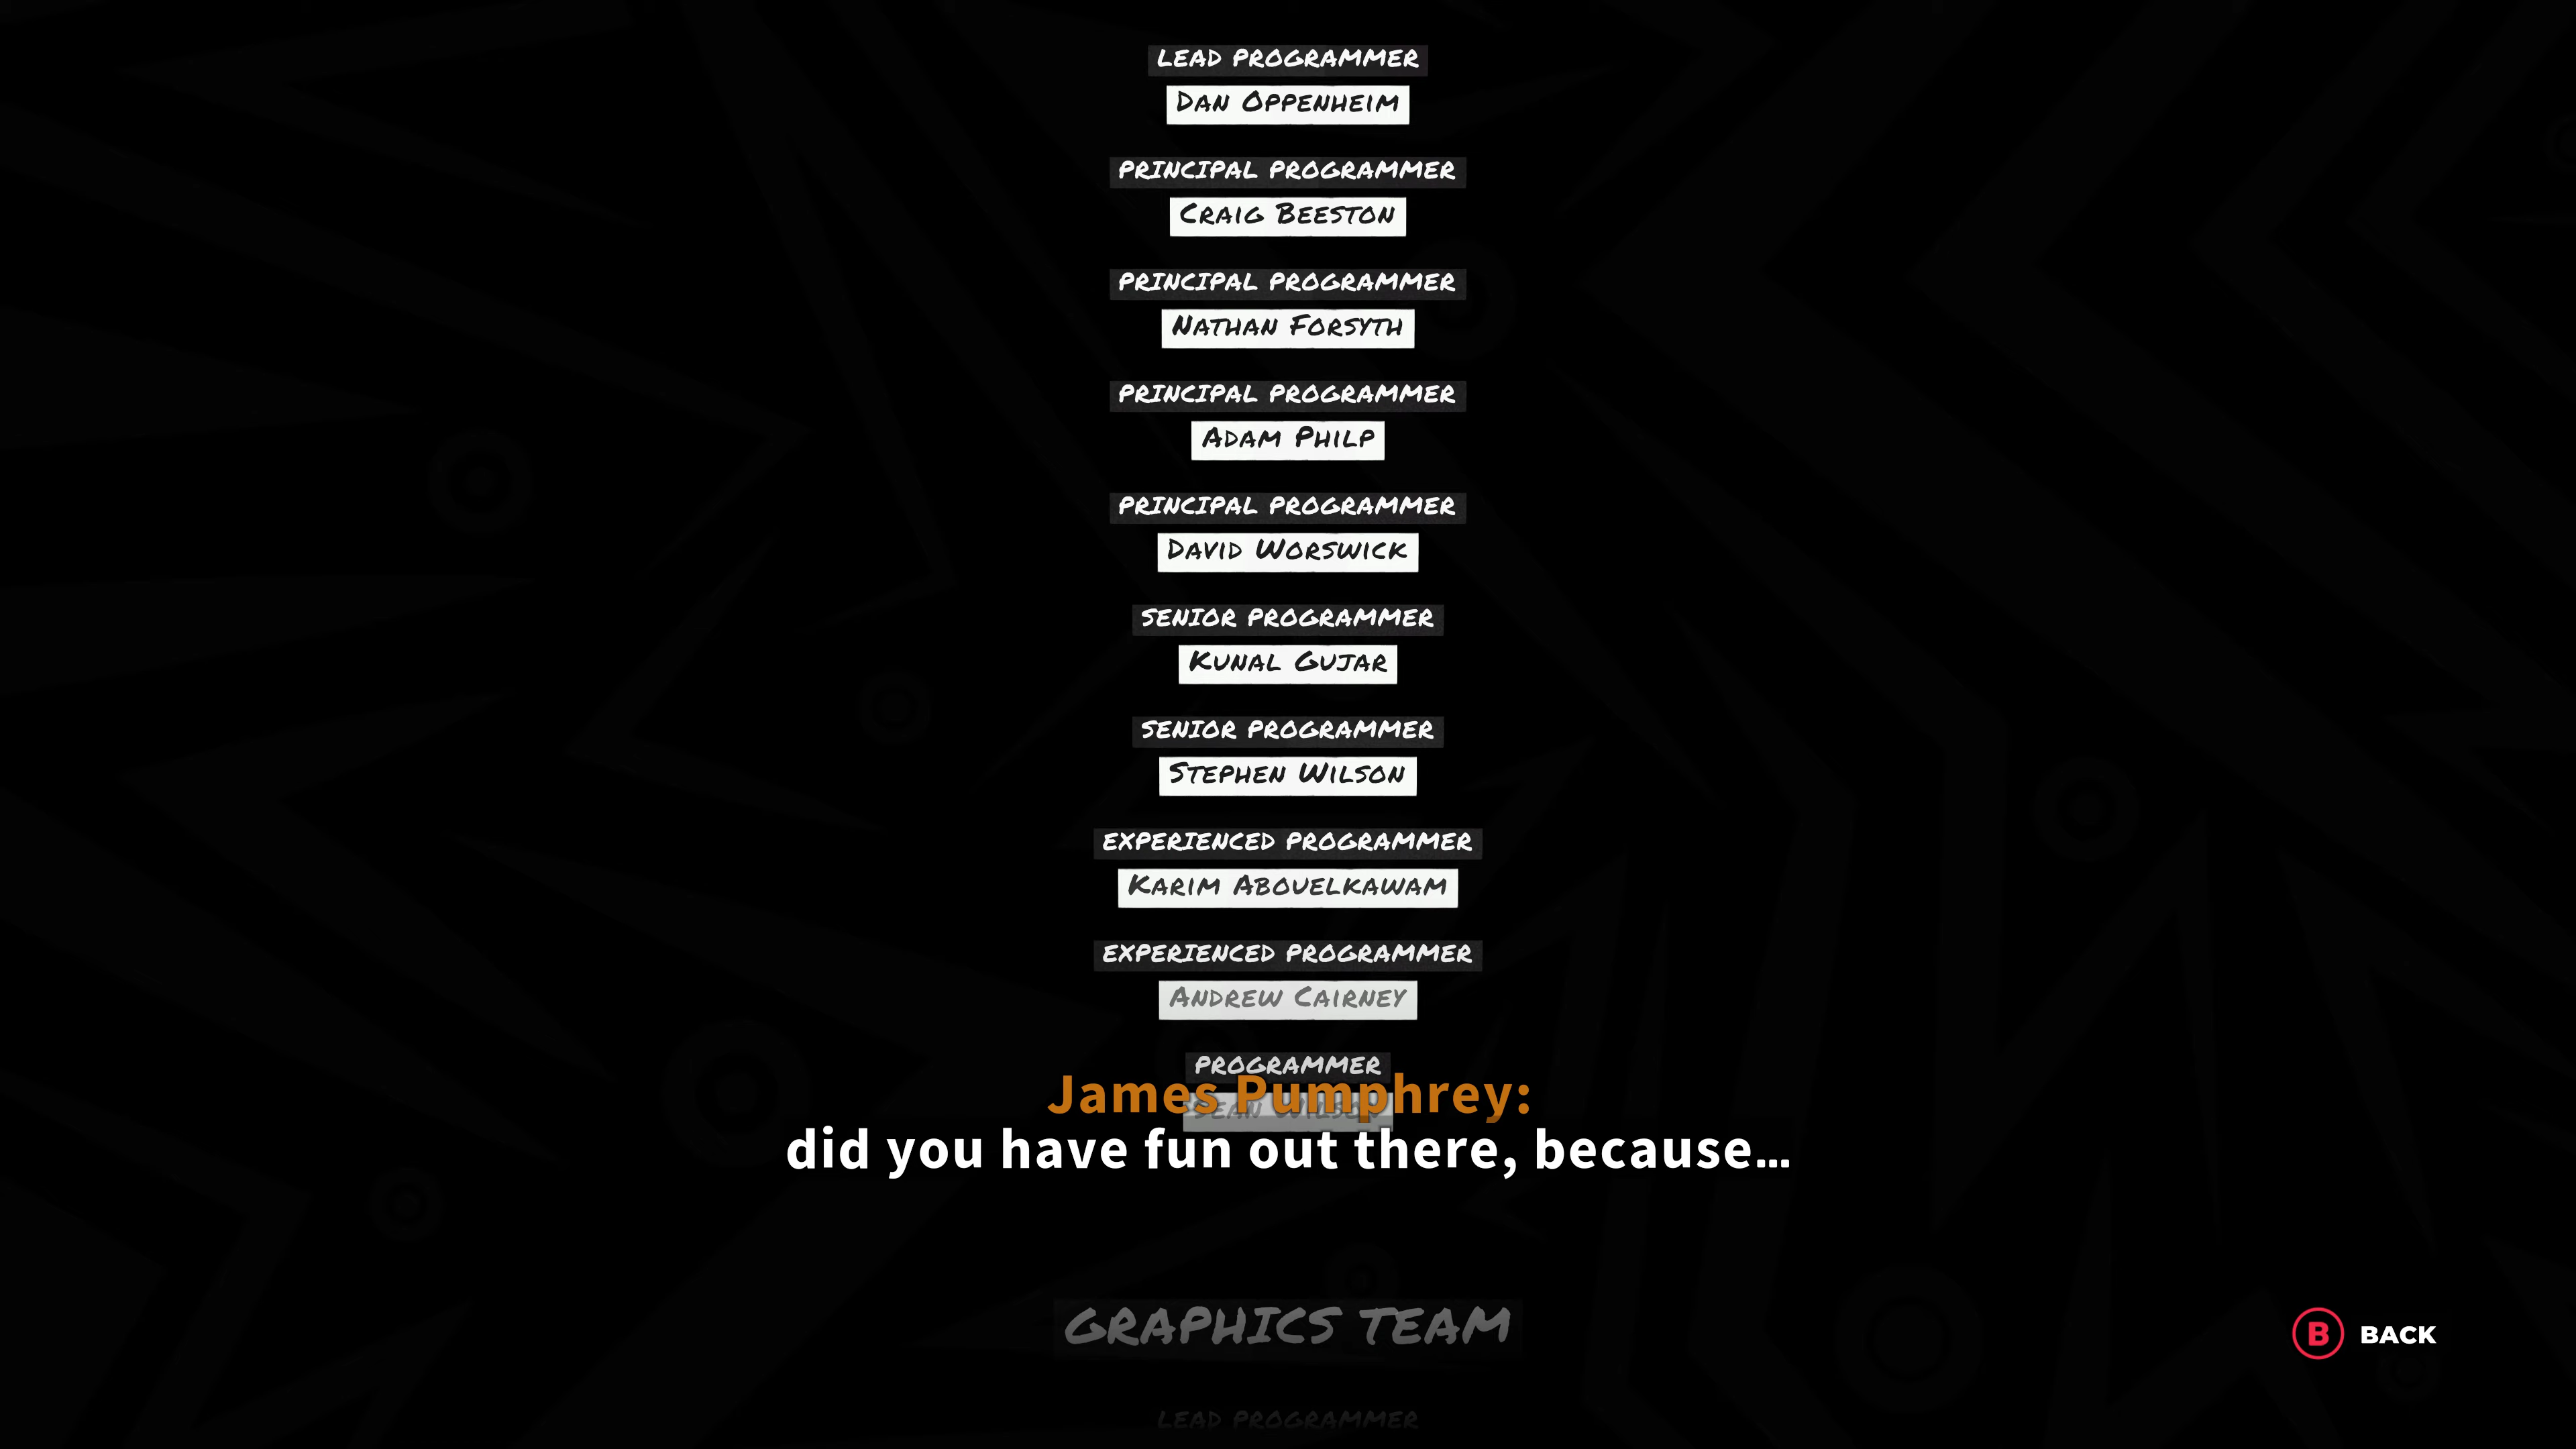 LEAD PROGRAMMER
DAN OPPENHEIM
PRINCIPAL PROGRAMMER
CRAIG BEESTON
PRINCIPAL PROGRAMMER
NATHAN FORSYTH
PRINCIPAL PROGRAMMER
ADAM PHILP
PRINCIPAL PROGRAMMER
DAVID WORSWICK
SENIOR PROGRAMMER
KUNAL GUJAR
SENIOR PROGRAMMER
STEPHEN WILSON
EXPERIENCED PROGRAMMER
KARIM ABOUELKAWAM
EXPERIENCED PROGRAMMER
ANDREW CAIRNEY
PROGRAMMER
James Pumphrey:
WILSON
did you have fun out there, because...
GRAPHICS TEAM
B BACK
LEAD PROGRAMMER